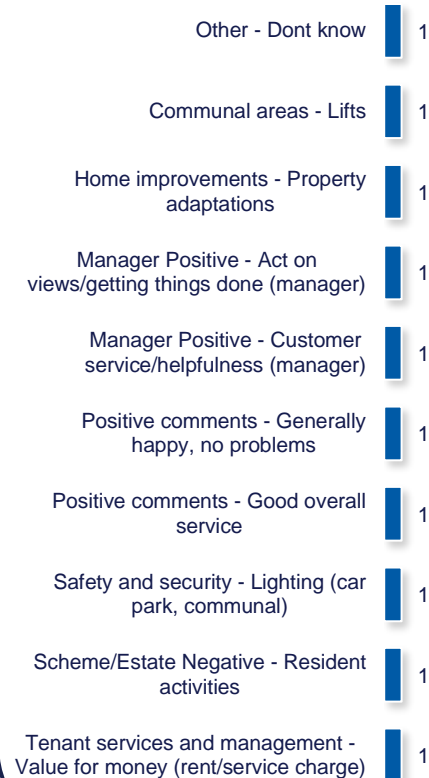 Other - Dont know 1
Communal areas - Lifts 1
Home improvements - Property
adaptations 1
Manager Positive - Act on
views/getting things done (manager) 1
Manager Positive - Customer
service/helpfulness (manager) 1
Positive comments - Generally
happy, no problems 1
Positive comments - Good overall
service 1
Safety and security - Lighting (car
park, communal) 1
Scheme/Estate Negative - Resident
activities 1
Tenant services and management -
Value for money (rent/service charge) 1